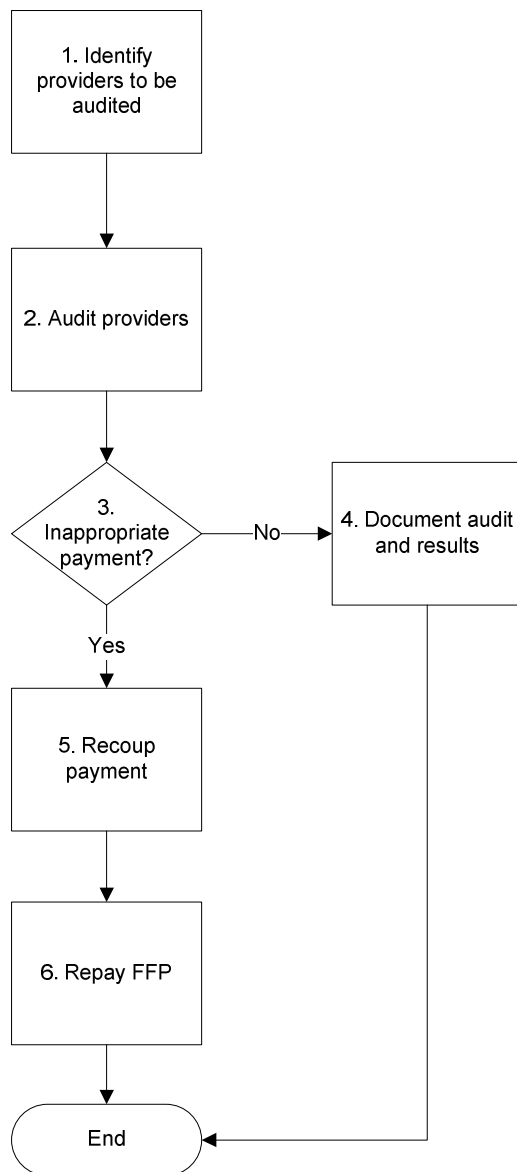 1. Identify
providers to be
audited
2. Audit providers
3.
Inappropriate
payment?
No
4. Document audit
and results
Yes
5. Recoup
payment
6. Repay FFP
End